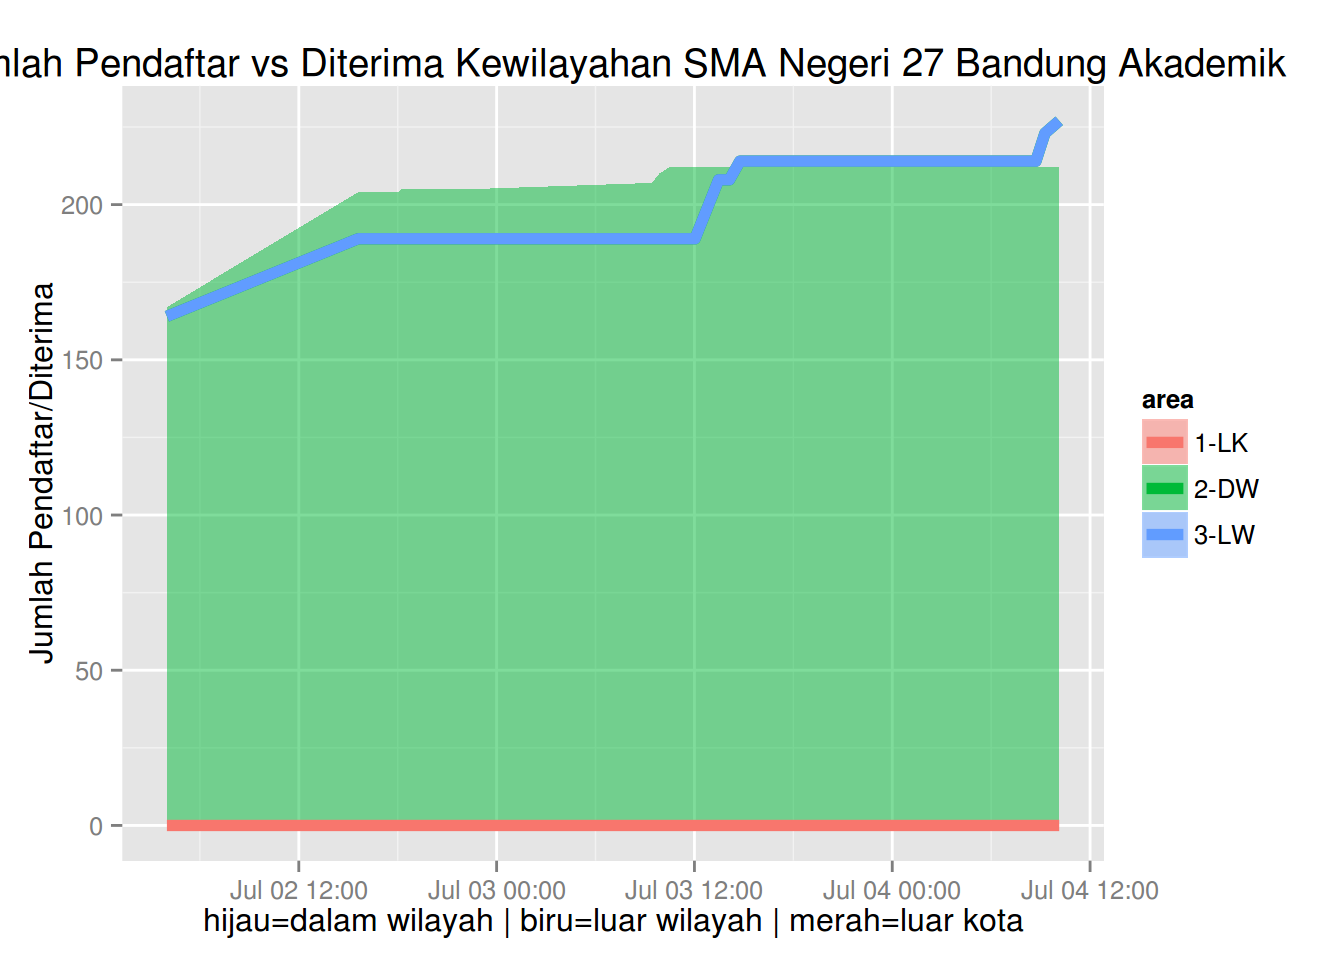 mlah Pendaftar vs Diterima Kewilayahan SMA Negeri 27 Bandung Akademik
Jumlah Pendaftar/Diterima
200
150
100
50
0
Jul 02 12:00
Jul 03 00:00
Jul 03 12:00
Jul 04 00:00
Jul 04 12:00
hijau=dalam wilayah | biru=luar wilayah | merah=luar kota
area
1-LK
2-DW
3-LW